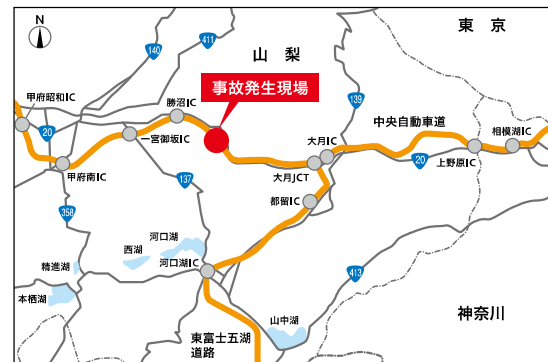 N
東 京
山 梨
140
411
事故発生現場
139
甲府昭和IC
勝沼IC
中央自動車道
20
一宮御坂IC
大月IC
相模湖IC
甲府南IC
137
大月JCT
20
上野原IC
358
都留IC
河口湖
西湖
精進湖
河口湖IC
413
本栖湖
山中湖
神奈川
東富士五湖
道路